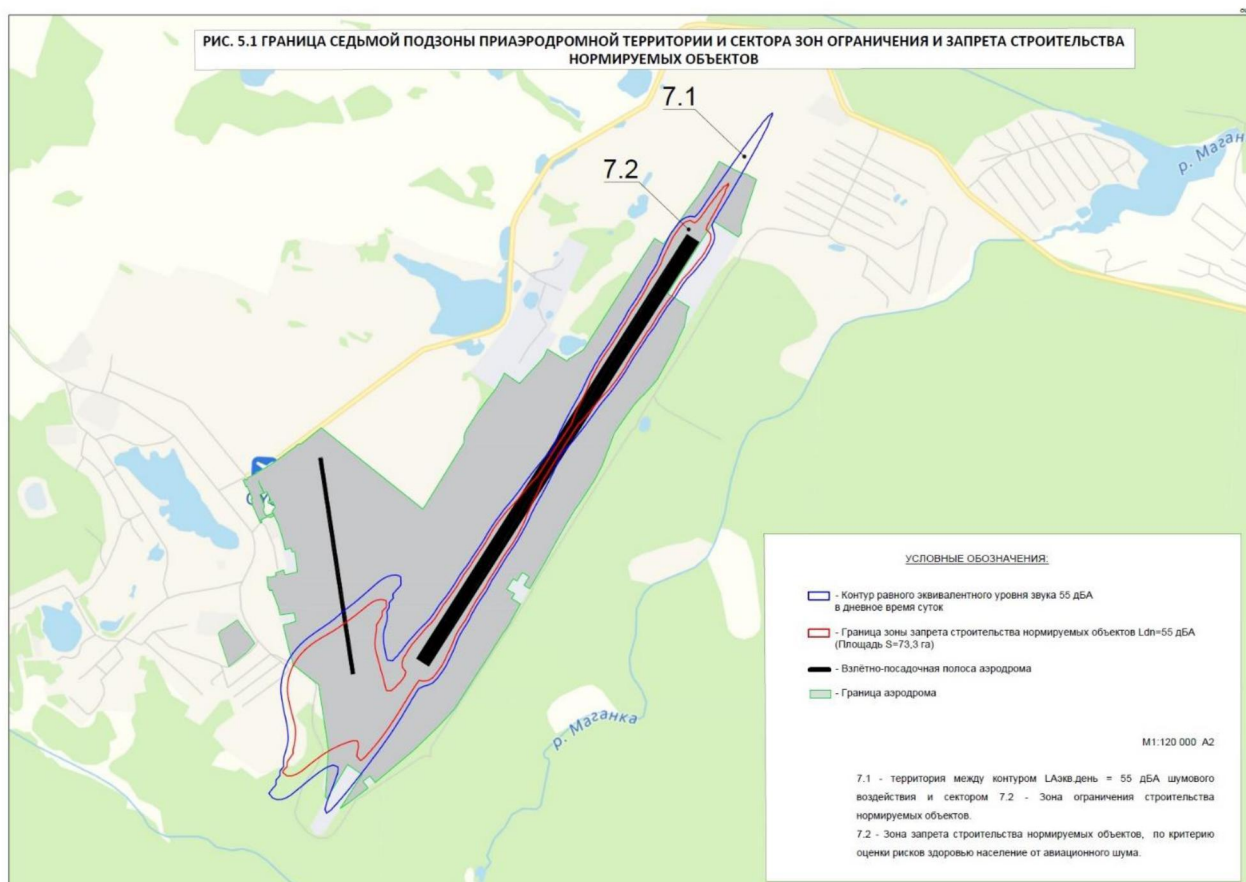 РИС. 5.1 ГРАНИЦА СЕДЬМОЙ ПОДЗОНЫ ПРИАЭРОДРОМНОЙ ТЕРРИТОРИИ И СЕКТОРА ЗОН ОГРАНИЧЕНИЯ И ЗАПРЕТА СТРОИТЕЛЬСТВА
НОРМИРУЕМЫХ ОБЪЕКТОВ
7.1
7.2
р. Маганк
р. Маганка
УСЛОВНЫЕ ОБОЗНАЧЕНИЯ:
- Контур равного эквивалентного уровня звука 55 дБА
в дневное время суток
- Граница зоны запрета строительства нормируемых объектов Ldn=55 дБА
(Площадь S=73,3 га)
- Взлётно-посадочная полоса аэродрома
- Граница аэродрома
М1:120 000 А2
7.1 - территория между контуром LАэкв.день = 55 дБА шумового
воздействия и сектором 7.2 - Зона ограничения строительства
нормируемых объектов.
7.2 - Зона запрета строительства нормируемых объектов, по критерию
оценки рисков здоровью население от авиационного шума.